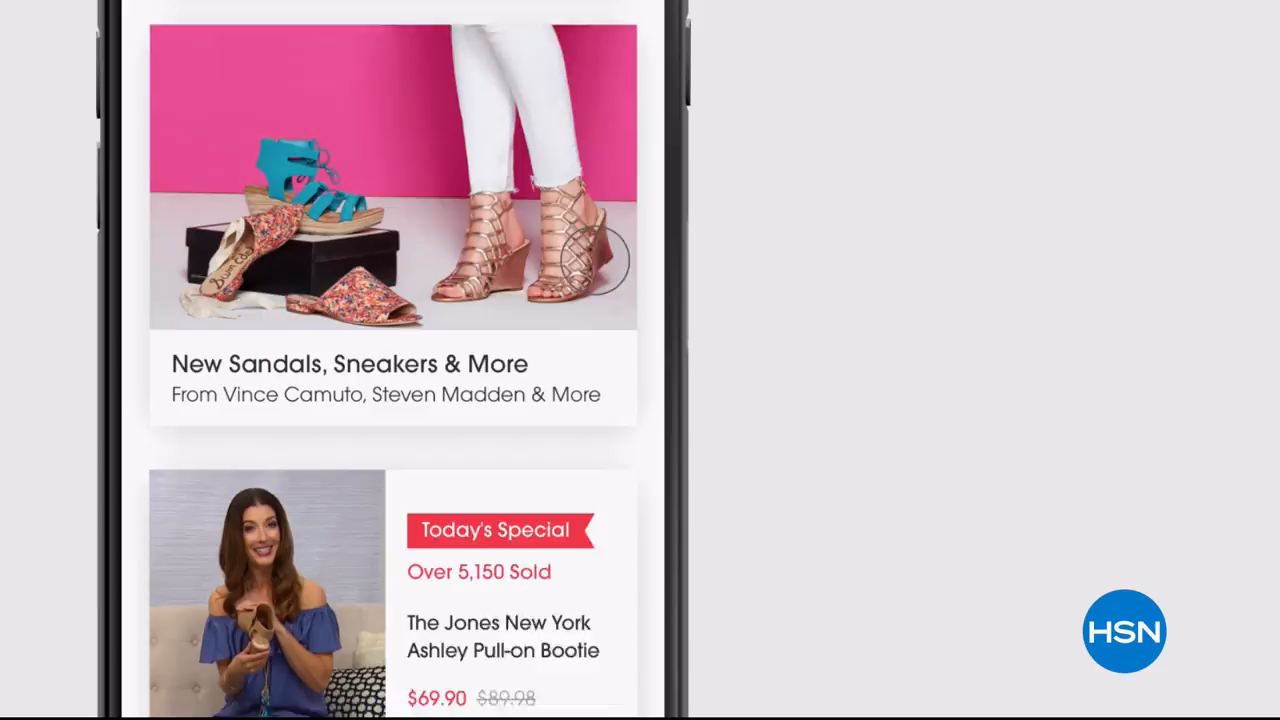 New Sandals, Sneakers & More
From Vince Camuto, Steven Madden & More
Today's Special
Over 5,150 Sold
The Jones New York
Ashley Pull-on Bootie
$69.90 $89.98
HSN